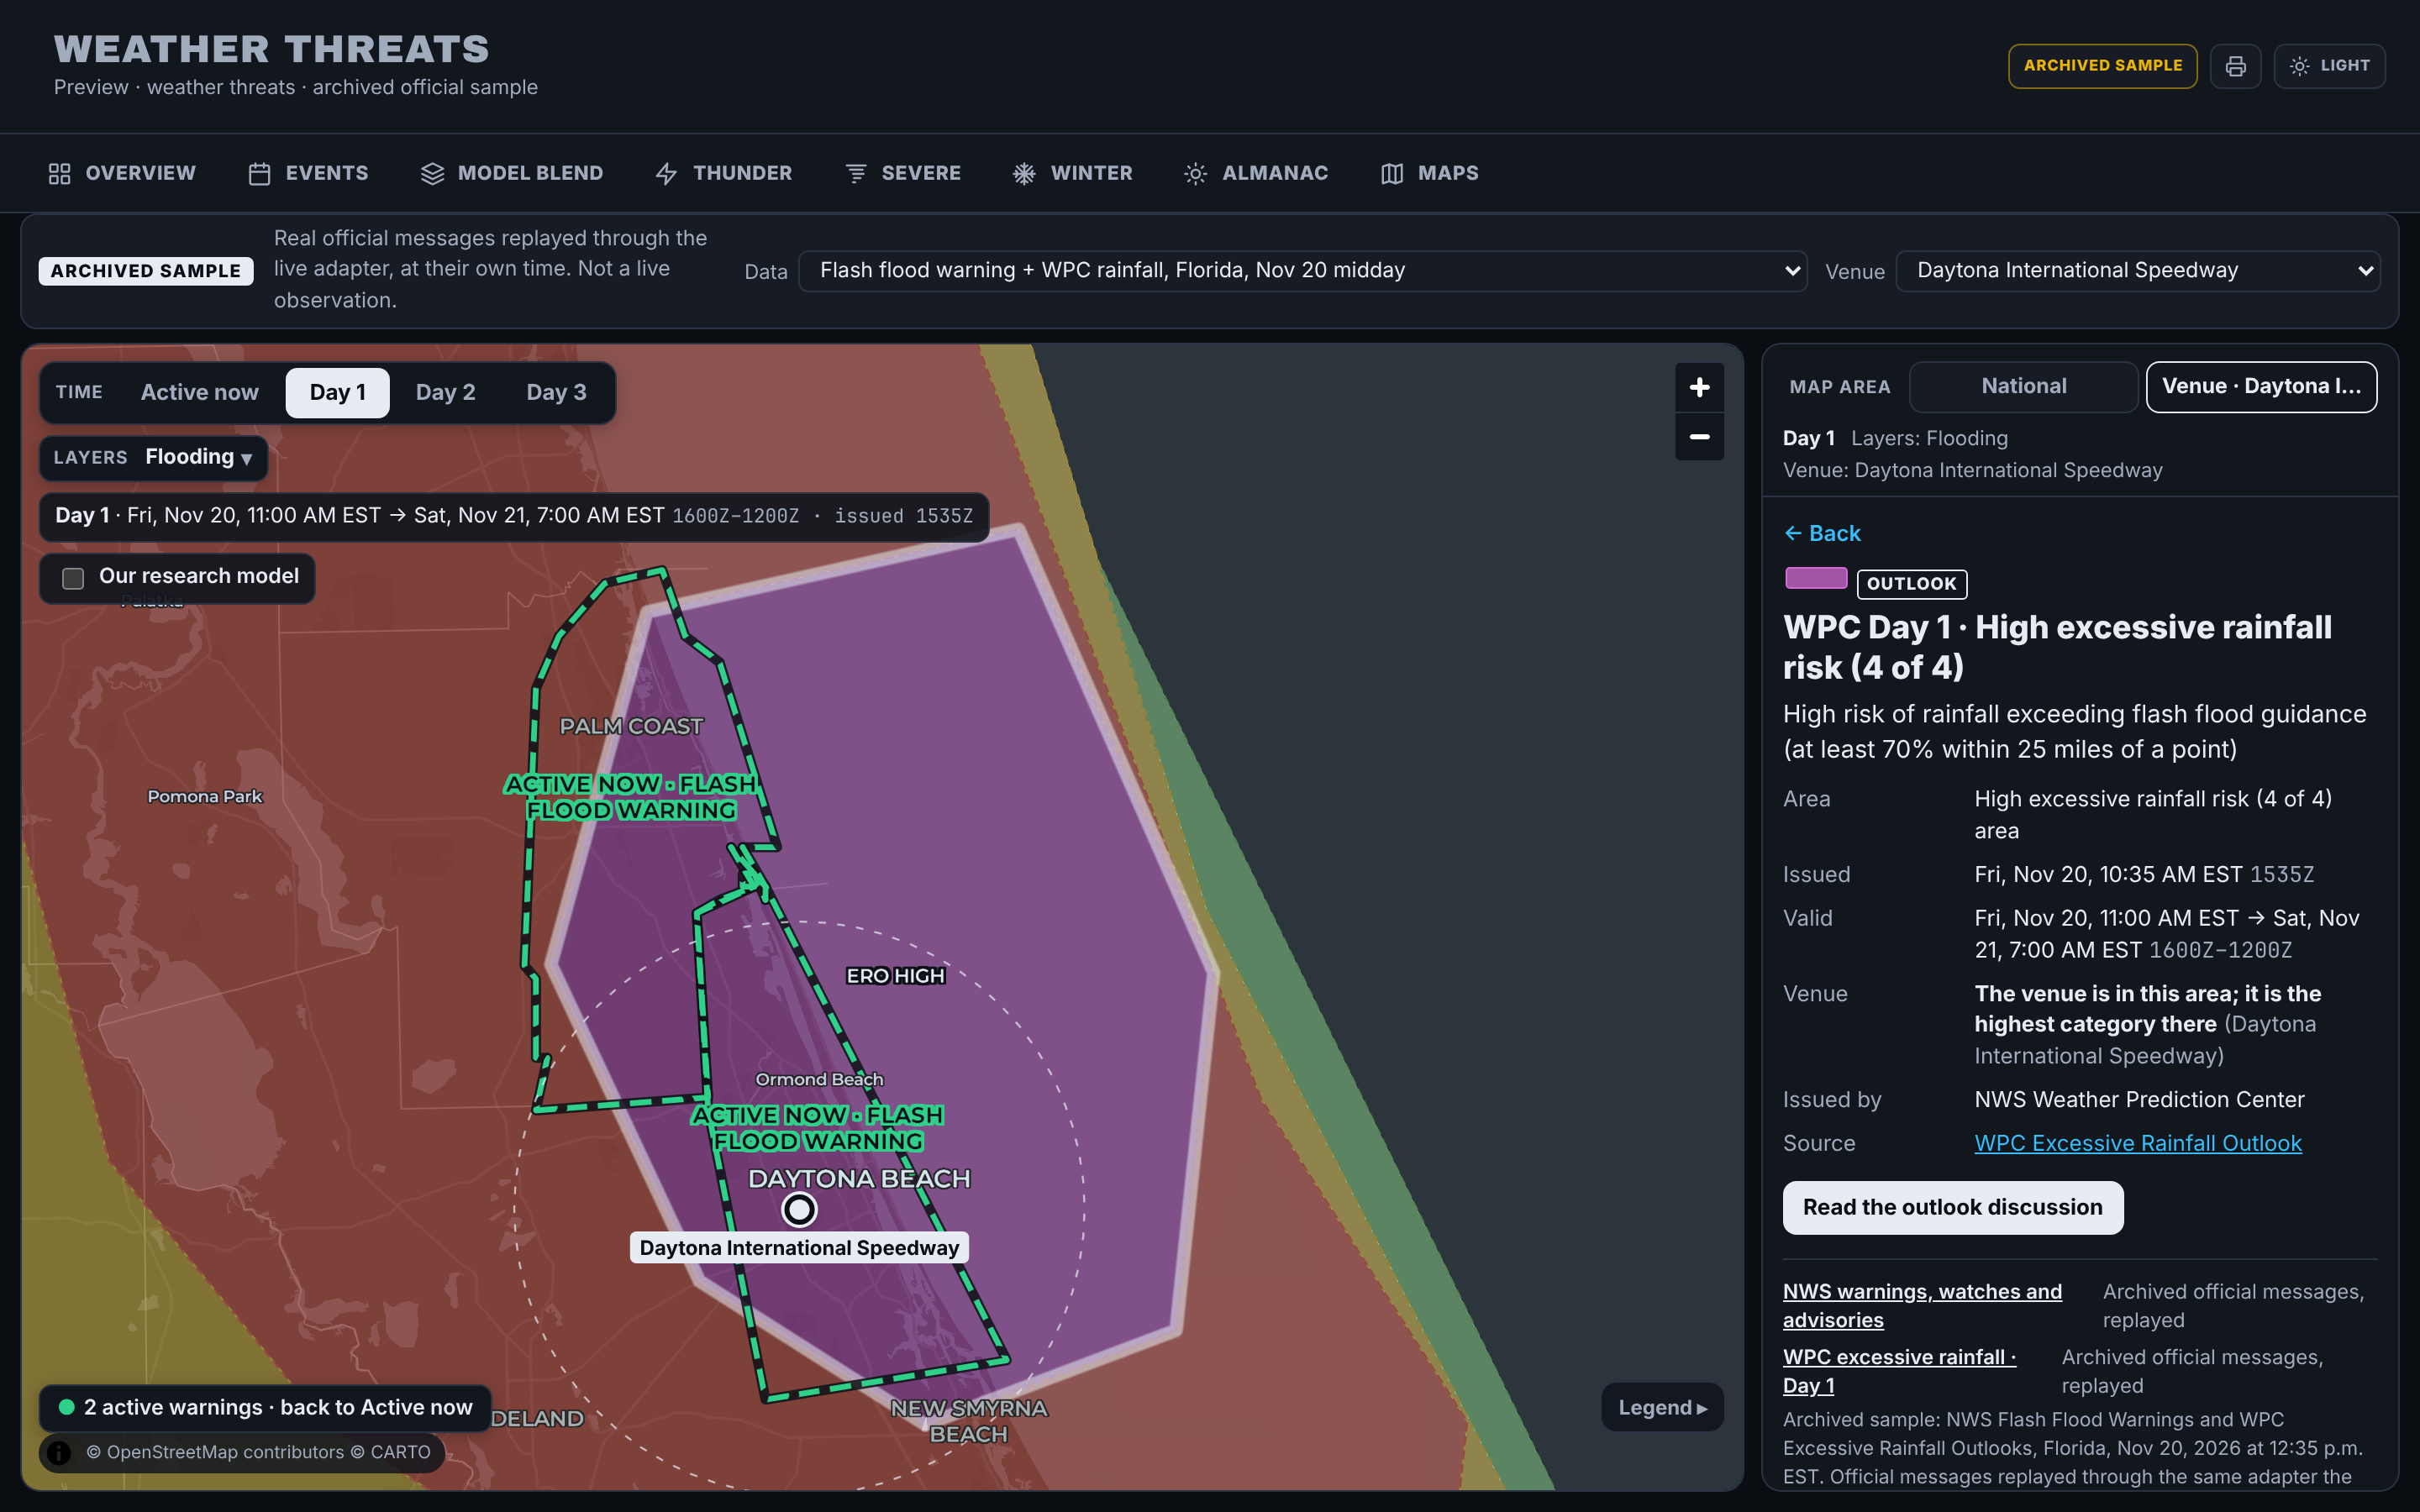 WEATHER THREATS
Preview · weather threats · archived official sample
ARCHIVED SAMPLE
LIGHT
OVERVIEW
EVENTS
MODEL BLEND
THUNDER
SEVERE
WINTER
ALMANAC
MAPS
ARCHIVED SAMPLE
Real official messages replayed through the
live adapter, at their own time. Not a live
observation.
Data
Flash flood warning + WPC rainfall, Florida, Nov 20 midday
Venue
Daytona International Speedway
TIME
Active now
Day 1
Day 2
Day 3
LAYERS Flooding ▾
Day 1 · Fri, Nov 20, 11:00 AM EST → Sat, Nov 21, 7:00 AM EST 1600Z–1200Z · issued 1535Z
Our research model
Palatka
PALM COAST
ACTIVE NOW · FLASH
FLOOD WARNING
Pomona Park
ERO HIGH
Ormond Beach
ACTIVE NOW · FLASH
FLOOD WARNING
DAYTONA BEACH
Daytona International Speedway
NEW SMYRNA
BEACH
DELAND
2 active warnings · back to Active now
© OpenStreetMap contributors © CARTO
Legend ▸
MAP AREA
National
Venue · Daytona I...
Day 1 Layers: Flooding
Venue: Daytona International Speedway
← Back
OUTLOOK
WPC Day 1 · High excessive rainfall
risk (4 of 4)
High risk of rainfall exceeding flash flood guidance
(at least 70% within 25 miles of a point)
Area
High excessive rainfall risk (4 of 4)
area
Issued
Fri, Nov 20, 10:35 AM EST 1535Z
Valid
Fri, Nov 20, 11:00 AM EST → Sat, Nov
21, 7:00 AM EST 1600Z–1200Z
Venue
The venue is in this area; it is the
highest category there (Daytona
International Speedway)
Issued by
NWS Weather Prediction Center
Source
WPC Excessive Rainfall Outlook
Read the outlook discussion
NWS warnings, watches and
advisories
Archived official messages,
replayed
WPC excessive rainfall ·
Day 1
Archived official messages,
replayed
Archived sample: NWS Flash Flood Warnings and WPC
Excessive Rainfall Outlooks, Florida, Nov 20, 2026 at 12:35 p.m.
EST. Official messages replayed through the same adapter the